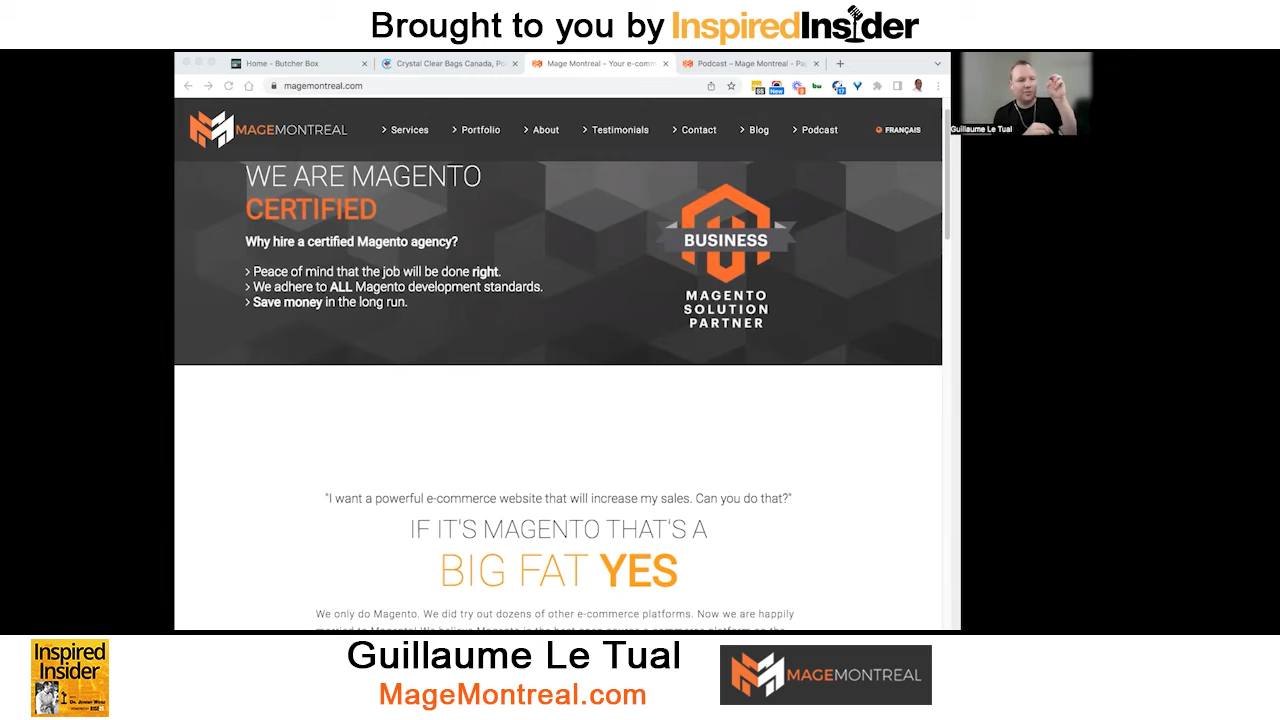 Brought to you by InspiredInsider
Home - Butcher Box
Crystal Clear Bags Canada, Po
Mage Montreal – Your e-comm
Podcast – Mage Montreal - Pa
magemontreal.com
MAGEMONTREAL
Services
Portfolio
About
Testimonials
Contact
Blog
Podcast
FRANÇAIS
WE ARE MAGENTO
CERTIFIED
Why hire a certified Magento agency?
Peace of mind that the job will be done right.
We adhere to ALL Magento development standards.
Save money in the long run.
BUSINESS
MAGENTO
SOLUTION
PARTNER
Guillaume Le Tual
"I want a powerful e-commerce website that will increase my sales. Can you do that?"
IF IT'S MAGENTO THAT'S A
BIG FAT YES
We only do Magento. We did try out dozens of other e-commerce platforms. Now we are happily
Inspired
Insider
Guillaume Le Tual
MageMontreal.com
MAGEMONTREAL